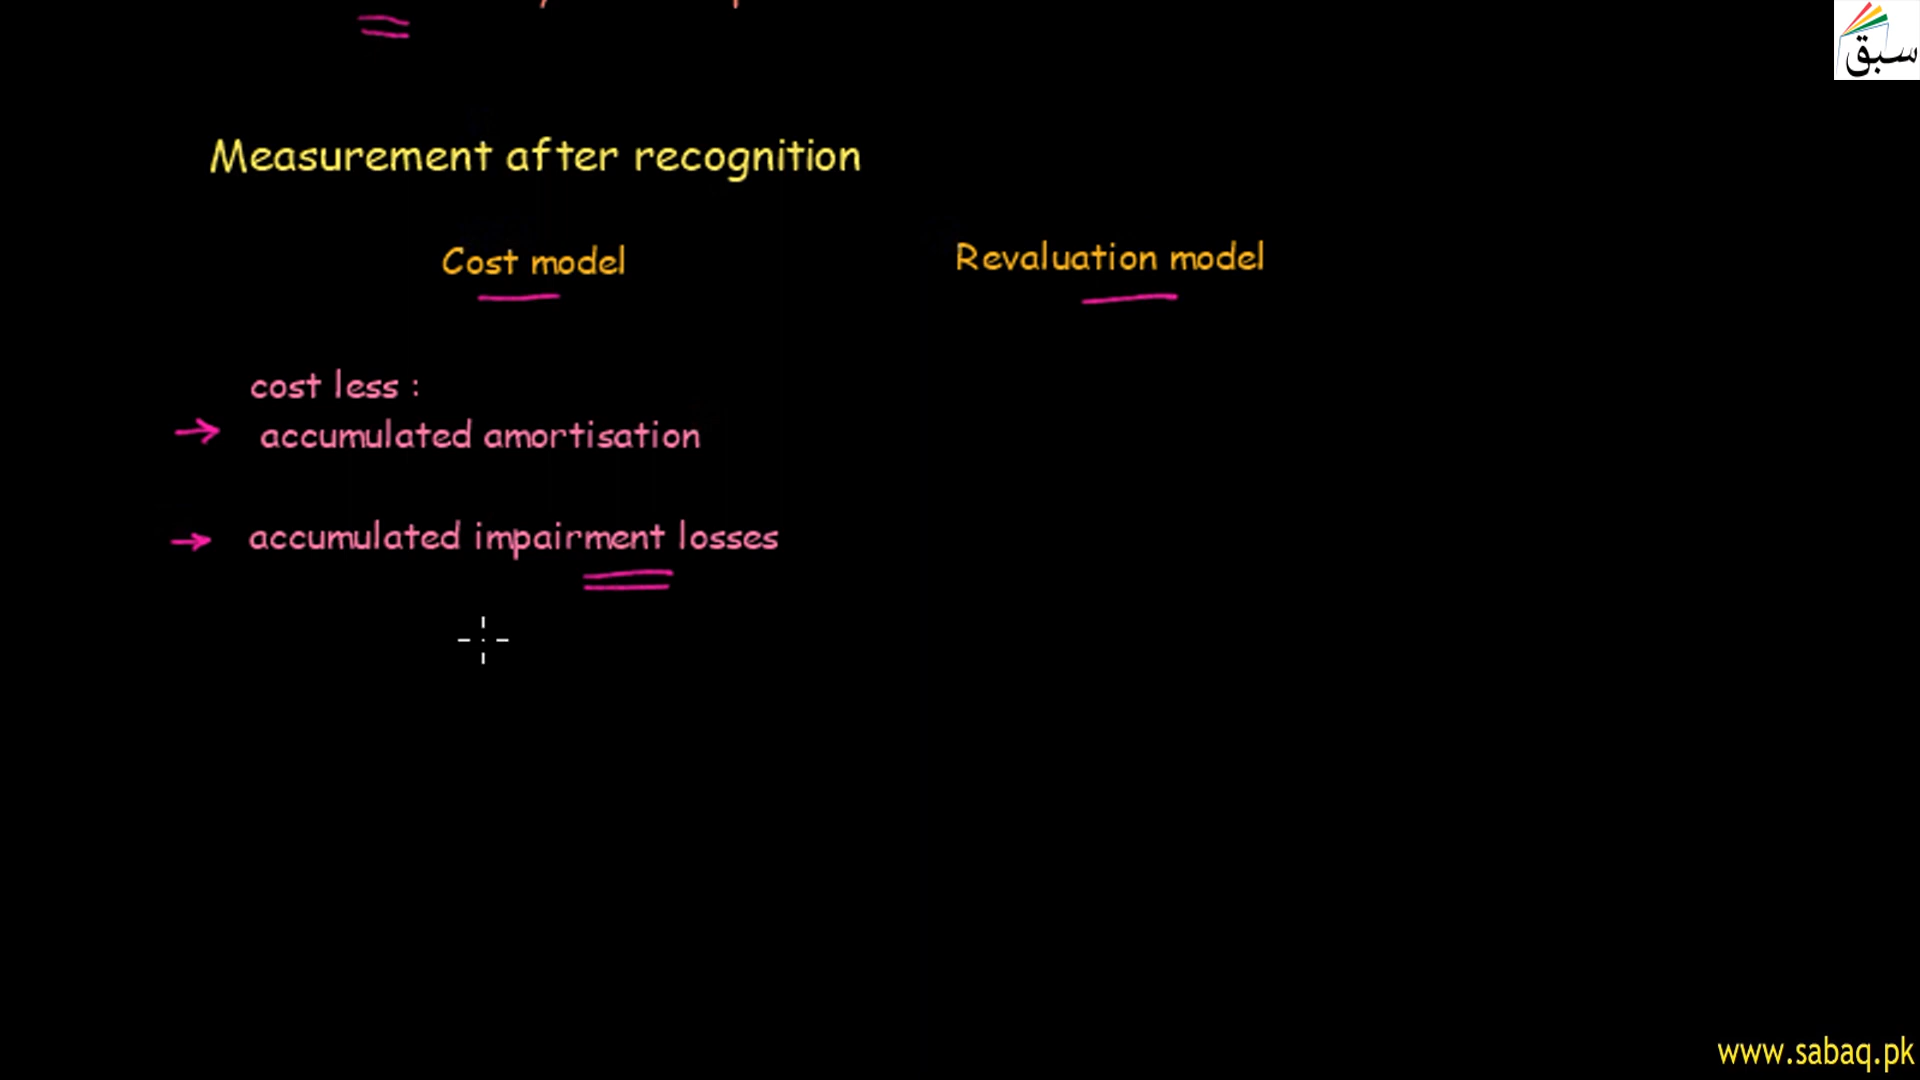 سبق
Measurement after recognition
Cost model
Revaluation model
cost less :
accumulated amortisation
accumulated impairment losses
www.sabaq.pk